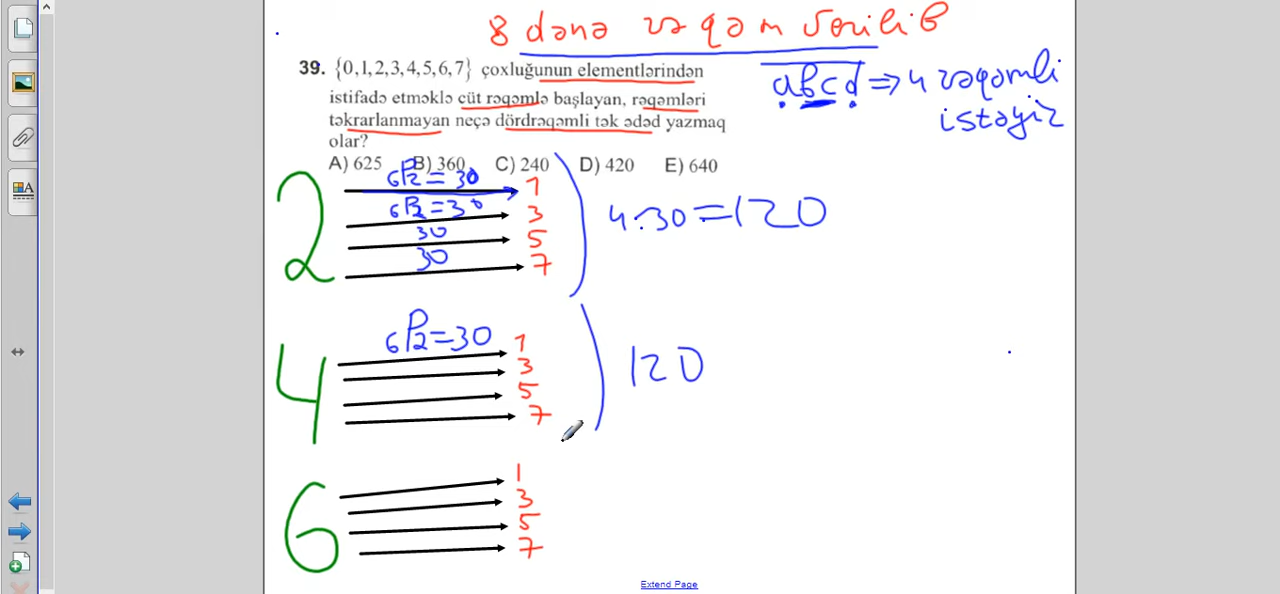 8 dənə rəqəm verilib
39. {0,1,2,3,4,5,6,7} çoxluğunun elementlərindən
istifadə etməklə cüt rəqəmlə başlayan, rəqəmləri
təkrarlanmayan neçə dördrəqəmli tək ədəd yazmaq
olar?
A) 625 B) 360 C) 240 D) 420 E) 640
abcd ⇒ 4 rəqəmli
istəyir
2
6P2 = 30 1
6P2 = 30 3
30 5
30 7
4·30 = 120
4
6P2 = 30 1
3
5
7
120
6
1
3
5
7
Extend Page